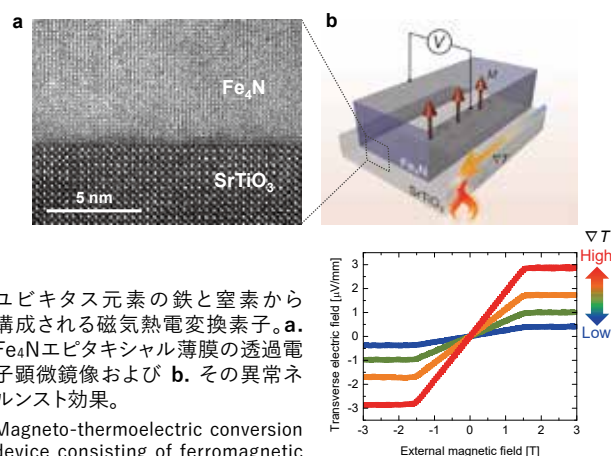 a
b
Fe₄N
SrTiO₃
5 nm
V
M
Fe₄N
∇T
SrTiO₃
ユビキタス元素の鉄と窒素から
構成される磁気熱電変換素子。a.
Fe₄Nエピタキシャル薄膜の透過電
子顕微鏡像および b. その異常ネ
ルンスト効果。
Magneto-thermoelectric conversion
device consisting of ferromagnetic
∇T
High
Low
Transverse electric field [μV/mm]
3
2
1
0
-1
-2
-3
-3 -2 -1 0 1 2 3
External magnetic field [T]